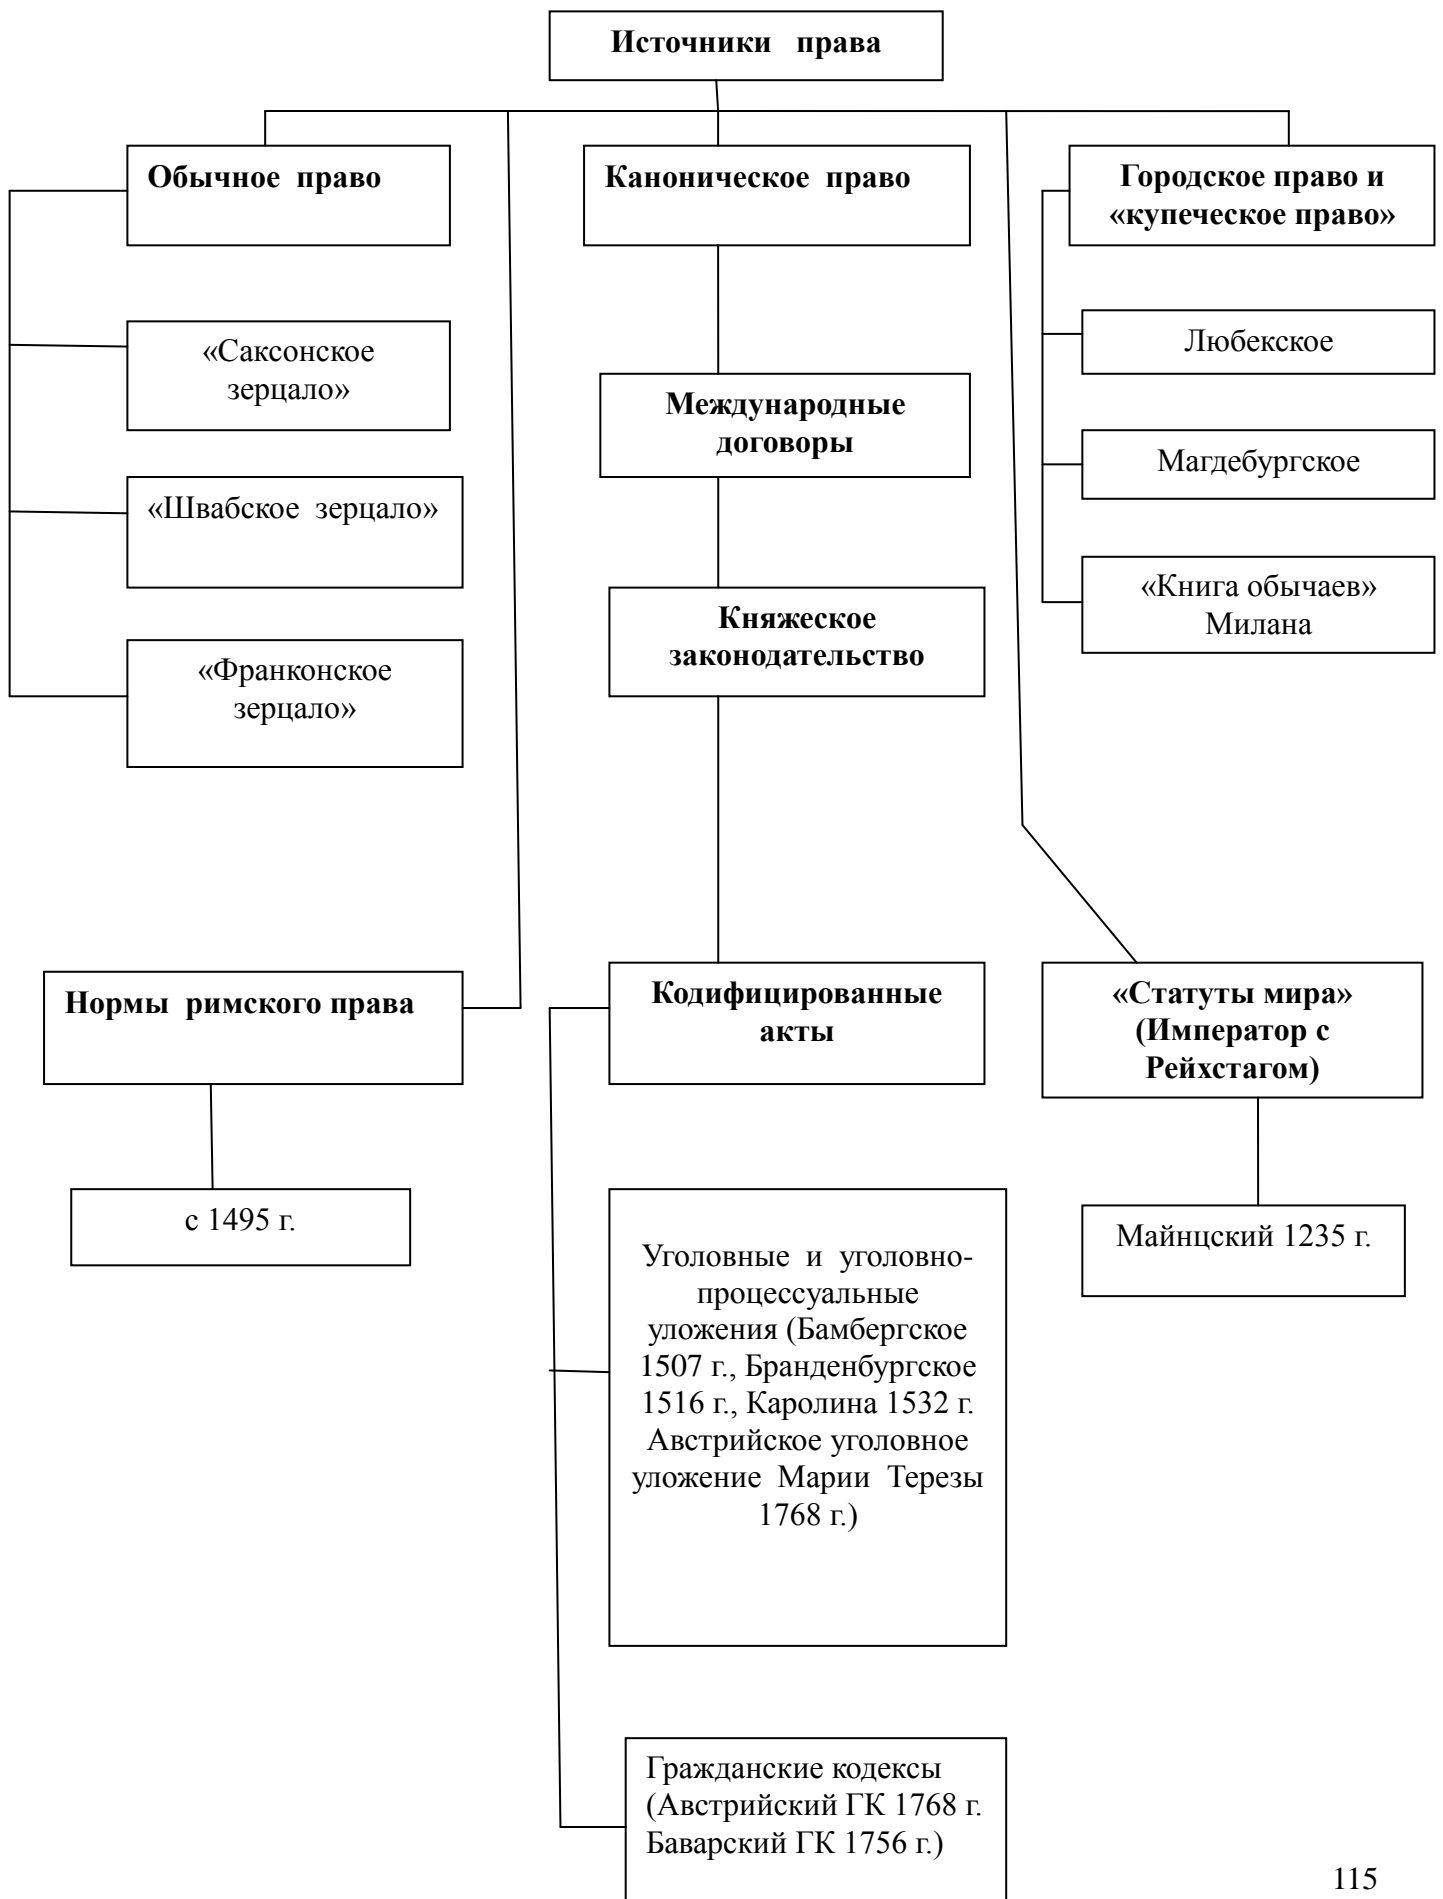 Источники права
Обычное право
Каноническое право
Городское право и
«купеческое право»
«Саксонское
зерцало»
Любекское
Международные
договоры
Магдебургское
«Швабское зерцало»
Княжеское
законодательство
«Книга обычаев»
Милана
«Франконское
зерцало»
Нормы римского права
Кодифицированные
акты
«Статуты мира»
(Император с
Рейхстагом)
с 1495 г.
Уголовные и уголовно-
процессуальные
уложения (Бамбергское
1507 г., Бранденбургское
1516 г., Каролина 1532 г.
Австрийское уголовное
уложение Марии Терезы
1768 г.)
Майнцский 1235 г.
Гражданские кодексы
(Австрийский ГК 1768 г.
Баварский ГК 1756 г.)
115